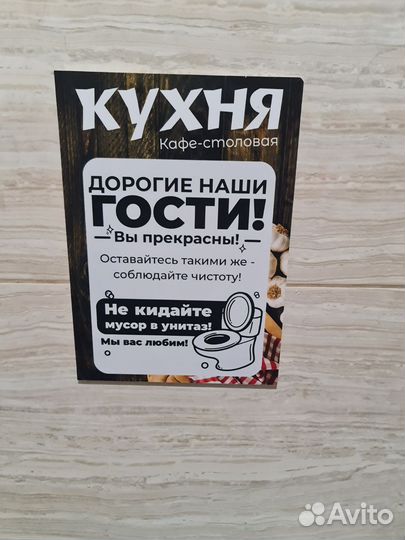 КУХНЯ
Кафе-столовая
ДОРОГИЕ НАШИ
ГОСТИ!
Вы прекрасны!
Оставайтесь такими же -
соблюдайте чистоту!
Не кидайте
мусор в унитаз!
Мы вас любим!
Avito